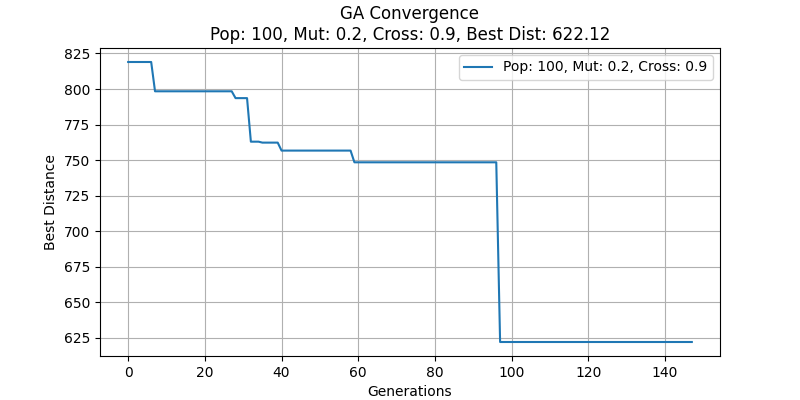 GA Convergence
Pop: 100, Mut: 0.2, Cross: 0.9, Best Dist: 622.12
Pop: 100, Mut: 0.2, Cross: 0.9
825
800
775
750
725
700
675
650
625
Best Distance
0 20 40 60 80 100 120 140
Generations